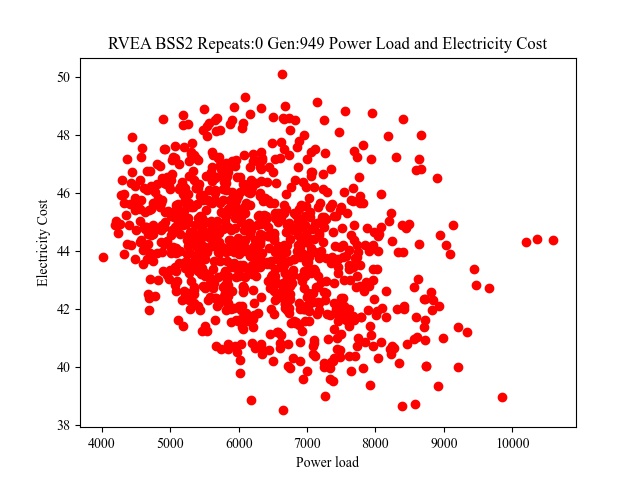 RVEA BSS2 Repeats:0 Gen:949 Power Load and Electricity Cost
50
48
46
44
42
40
38
Electricity Cost
4000 5000 6000 7000 8000 9000 10000
Power load